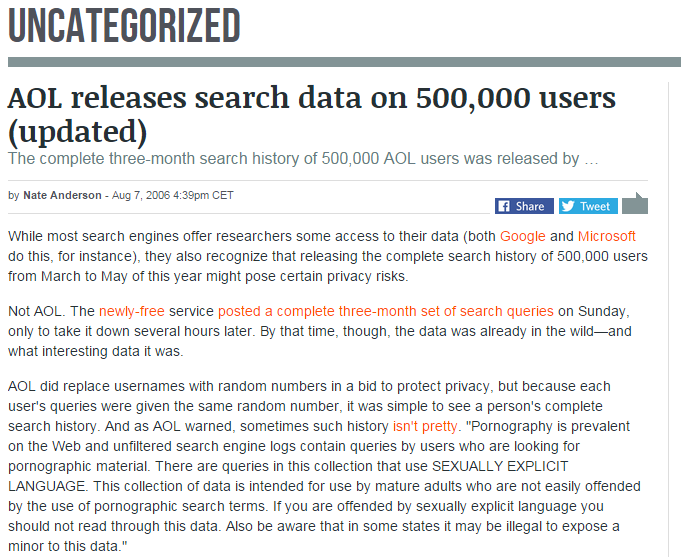 UNCATEGORIZED
AOL releases search data on 500,000 users
(updated)
The complete three-month search history of 500,000 AOL users was released by …
by Nate Anderson - Aug 7, 2006 4:39pm CET
Share
Tweet
While most search engines offer researchers some access to their data (both Google and Microsoft
do this, for instance), they also recognize that releasing the complete search history of 500,000 users
from March to May of this year might pose certain privacy risks.
Not AOL. The newly-free service posted a complete three-month set of search queries on Sunday,
only to take it down several hours later. By that time, though, the data was already in the wild—and
what interesting data it was.
AOL did replace usernames with random numbers in a bid to protect privacy, but because each
user's queries were given the same random number, it was simple to see a person's complete
search history. And as AOL warned, sometimes such history isn't pretty. "Pornography is prevalent
on the Web and unfiltered search engine logs contain queries by users who are looking for
pornographic material. There are queries in this collection that use SEXUALLY EXPLICIT
LANGUAGE. This collection of data is intended for use by mature adults who are not easily offended
by the use of pornographic search terms. If you are offended by sexually explicit language you
should not read through this data. Also be aware that in some states it may be illegal to expose a
minor to this data."